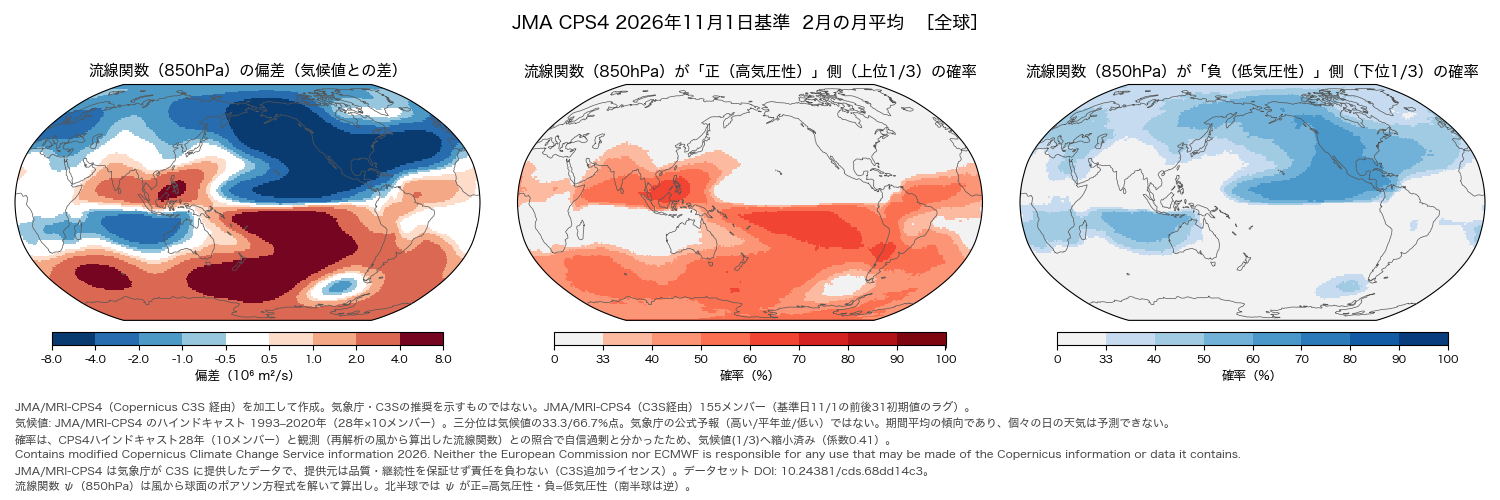 JMA CPS4 2026年11月1日基準 2月の月平均 ［全球］
流線関数（850hPa）の偏差（気候値との差）
流線関数（850hPa）が「正（高気圧性）」側（上位1/3）の確率
流線関数（850hPa）が「負（低気圧性）」側（下位1/3）の確率
-8.0 -4.0 -2.0 -1.0 -0.5 0.5 1.0 2.0 4.0 8.0
偏差（10⁶ m²/s）
0 33 40 50 60 70 80 90 100
確率（%）
0 33 40 50 60 70 80 90 100
確率（%）
JMA/MRI-CPS4（Copernicus C3S 経由）を加工して作成。気象庁・C3Sの推奨を示すものではない。JMA/MRI-CPS4（C3S経由）155メンバー（基準日11/1の前後31初期値のラグ）。
気候値: JMA/MRI-CPS4 のハインドキャスト 1993–2020年（28年×10メンバー）。三分位は気候値の33.3/66.7%点。気象庁の公式予報（高い/平年並/低い）ではない。期間平均の傾向であり、個々の日の天気は予測できない。
確率は、CPS4ハインドキャスト28年（10メンバー）と観測（再解析の風から算出した流線関数）との照合で自信過剰と分かったため、気候値(1/3)へ縮小済み（係数0.41）。
Contains modified Copernicus Climate Change Service information 2026. Neither the European Commission nor ECMWF is responsible for any use that may be made of the Copernicus information or data it contains.
JMA/MRI-CPS4 は気象庁が C3S に提供したデータで、提供元は品質・継続性を保証せず責任を負わない（C3S追加ライセンス）。データセット DOI: 10.24381/cds.68dd14c3。
流線関数 ψ（850hPa）は風から球面のポアソン方程式を解いて算出し。北半球では ψ が正=高気圧性・負=低気圧性（南半球は逆）。